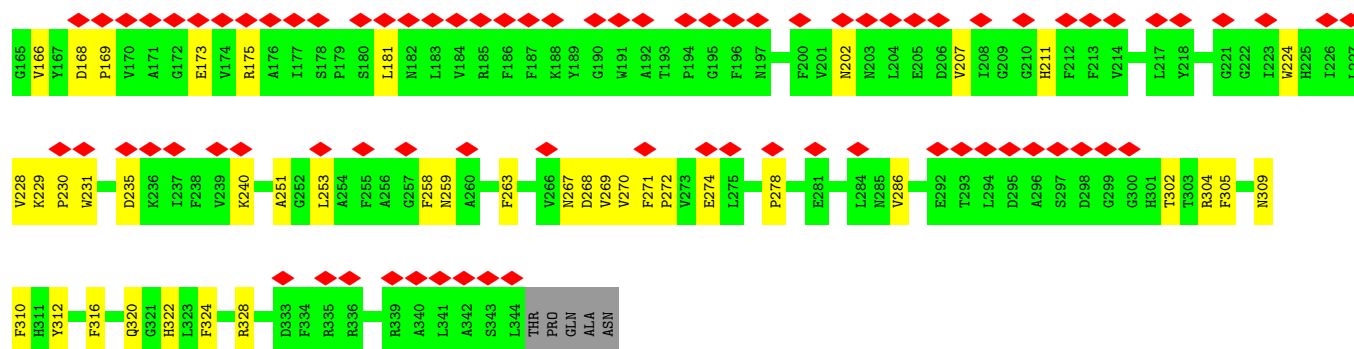 G165 V166 Y167 D168 P169 V170 A171 G172 E173 V174 R175 A176 I177 S178 P179 S180 L181 N182 L183 V184 R185 F186 F187 K188 Y189 G190 W191 A192 T193 P194 G195 F196 N197 F200 V201 N202 N203 L204 E205 D206 V207 I208 G209 G210 H211 F212 F213 V214 L217 Y218 G221 G222 I223 W224 H225 I226 L227
V228 K229 P230 W231 D235 K236 I237 F238 V239 K240 A251 G252 L253 A254 F255 A256 G257 F258 N259 A260 F263 V266 N267 D268 V269 V270 F271 P272 V273 E274 L275 P278 E281 L284 N285 V286 E292 T293 L294 D295 A296 S297 D298 G299 G300 H301 T302 T303 R304 F305 N309
F310 H311 Y312 F316 Q320 G321 H322 L323 F324 R328 D333 F334 R335 R336 R339 A340 L341 A342 S343 L344 THR PRO GLN ALA ASN